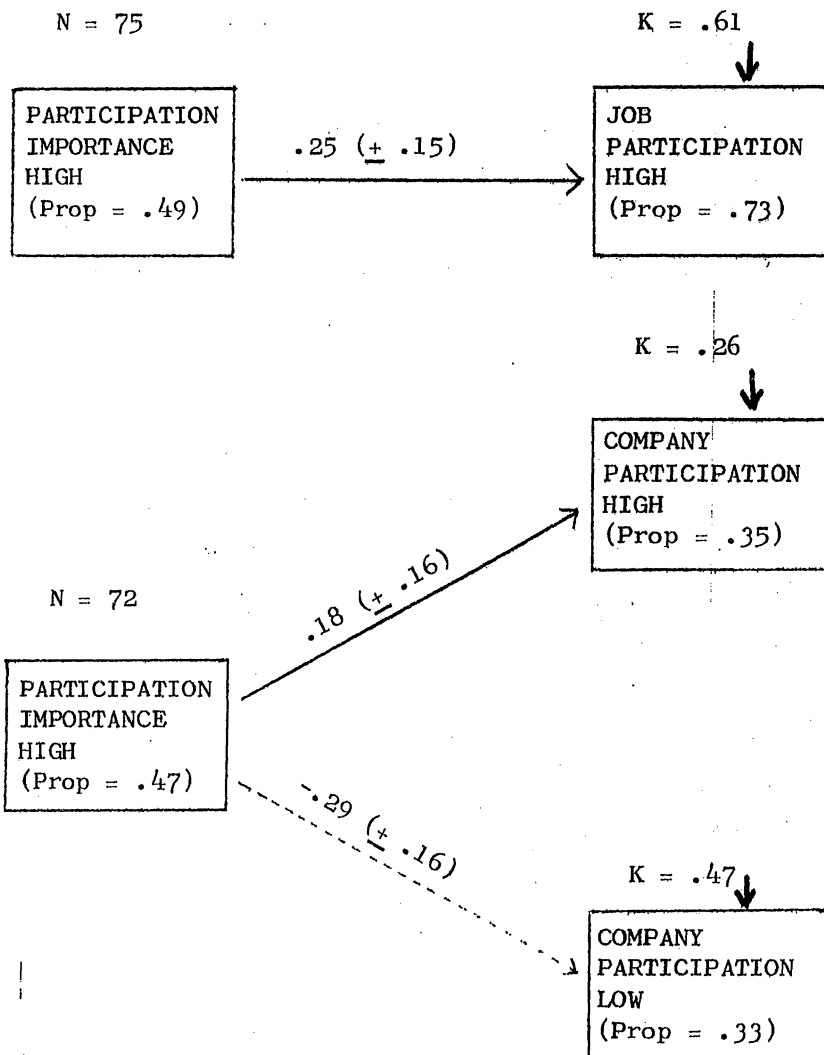 N = 75
K = .61
PARTICIPATION
IMPORTANCE
HIGH
(Prop = .49)
.25 (± .15)
JOB
PARTICIPATION
HIGH
(Prop = .73)
K = .26
COMPANY
PARTICIPATION
HIGH
(Prop = .35)
.18 (± .16)
N = 72
PARTICIPATION
IMPORTANCE
HIGH
(Prop = .47)
-.29 (± .16)
K = .47
COMPANY
PARTICIPATION
LOW
(Prop = .33)